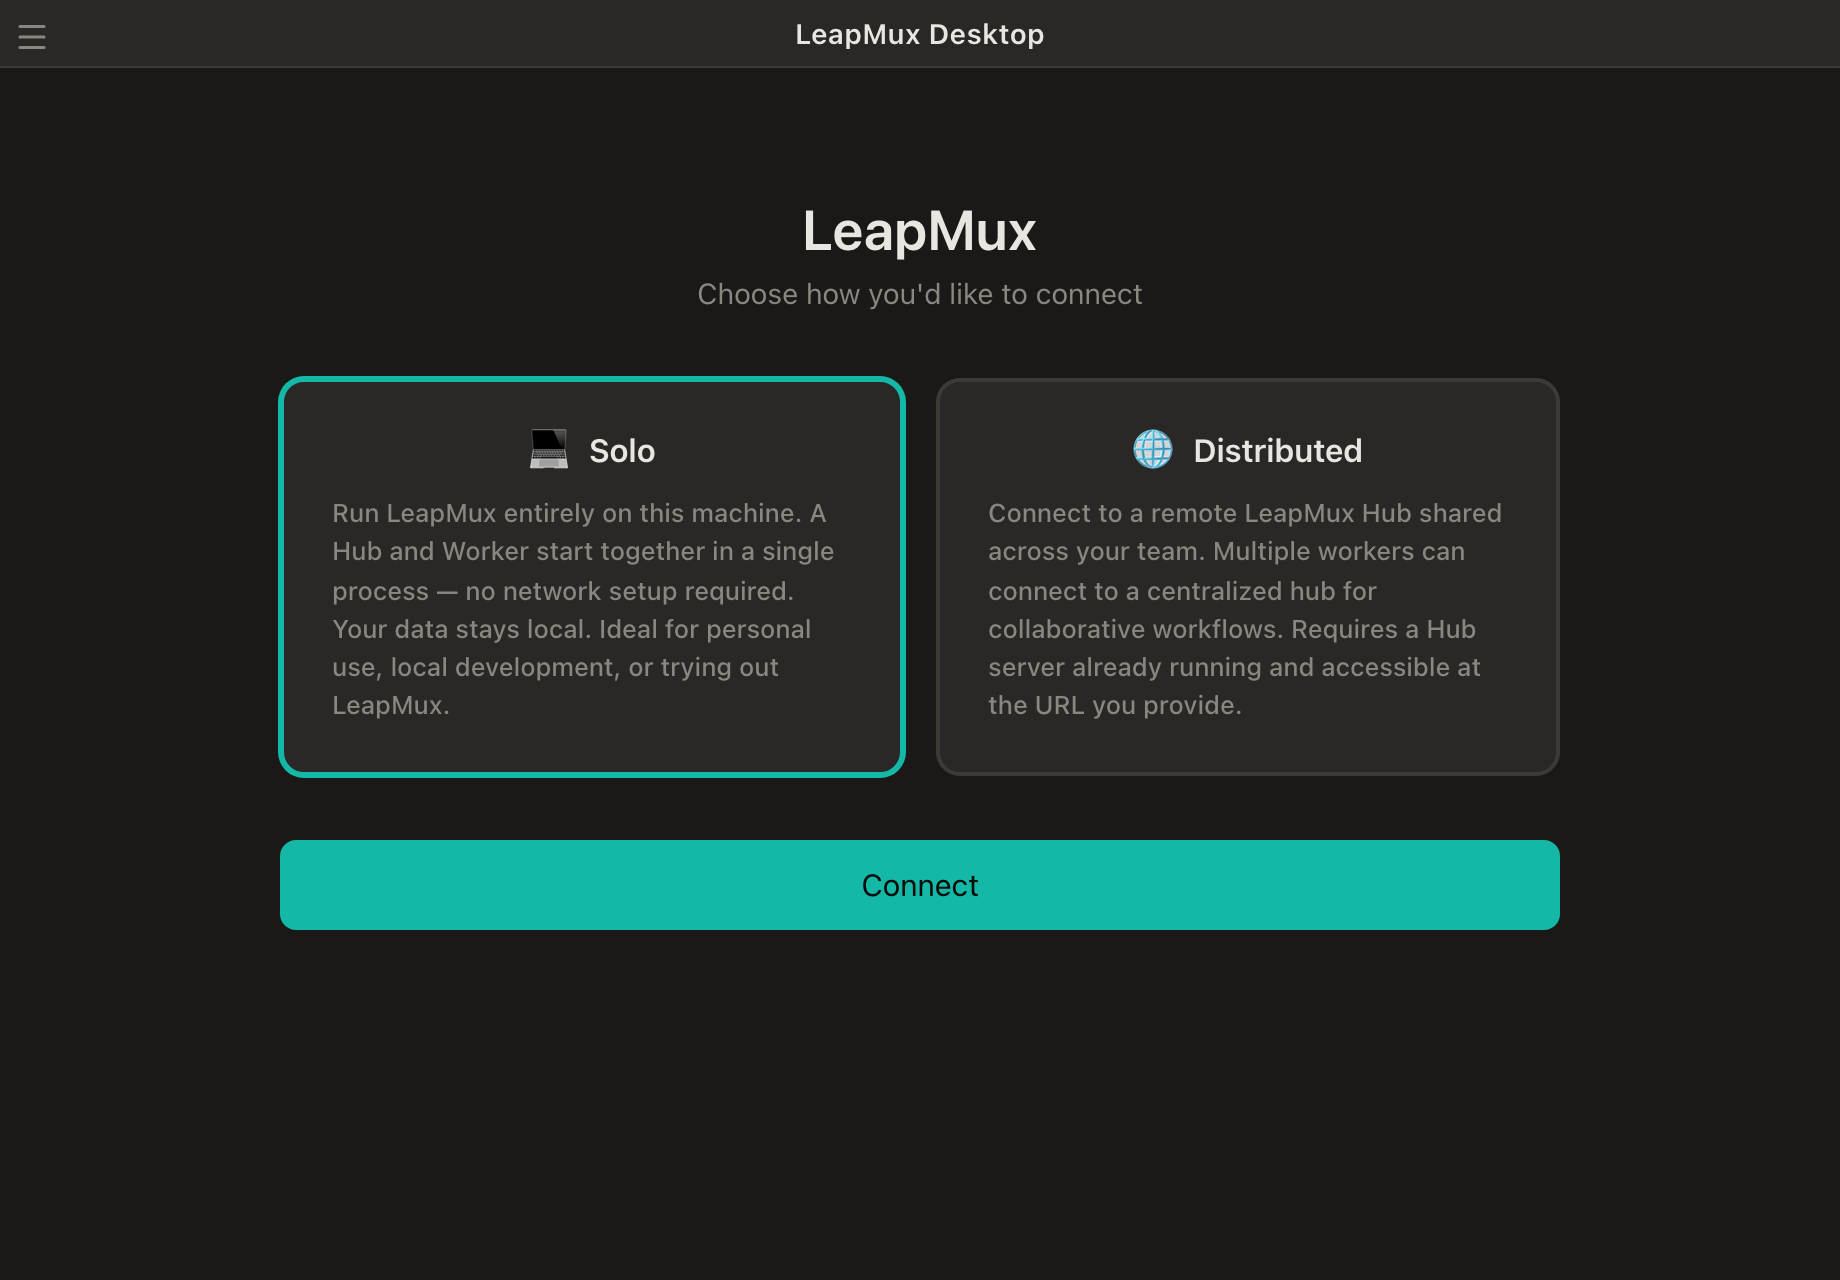 LeapMux Desktop
LeapMux
Choose how you'd like to connect
Solo
Run LeapMux entirely on this machine. A
Hub and Worker start together in a single
process — no network setup required.
Your data stays local. Ideal for personal
use, local development, or trying out
LeapMux.
Distributed
Connect to a remote LeapMux Hub shared
across your team. Multiple workers can
connect to a centralized hub for
collaborative workflows. Requires a Hub
server already running and accessible at
the URL you provide.
Connect